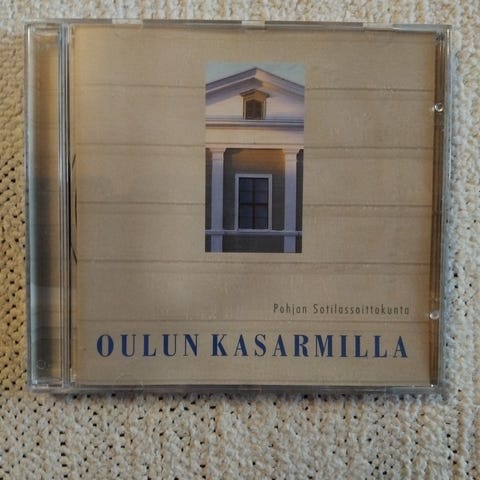 Pohjan Sotilassoittokunta
OULUN KASARMILLA